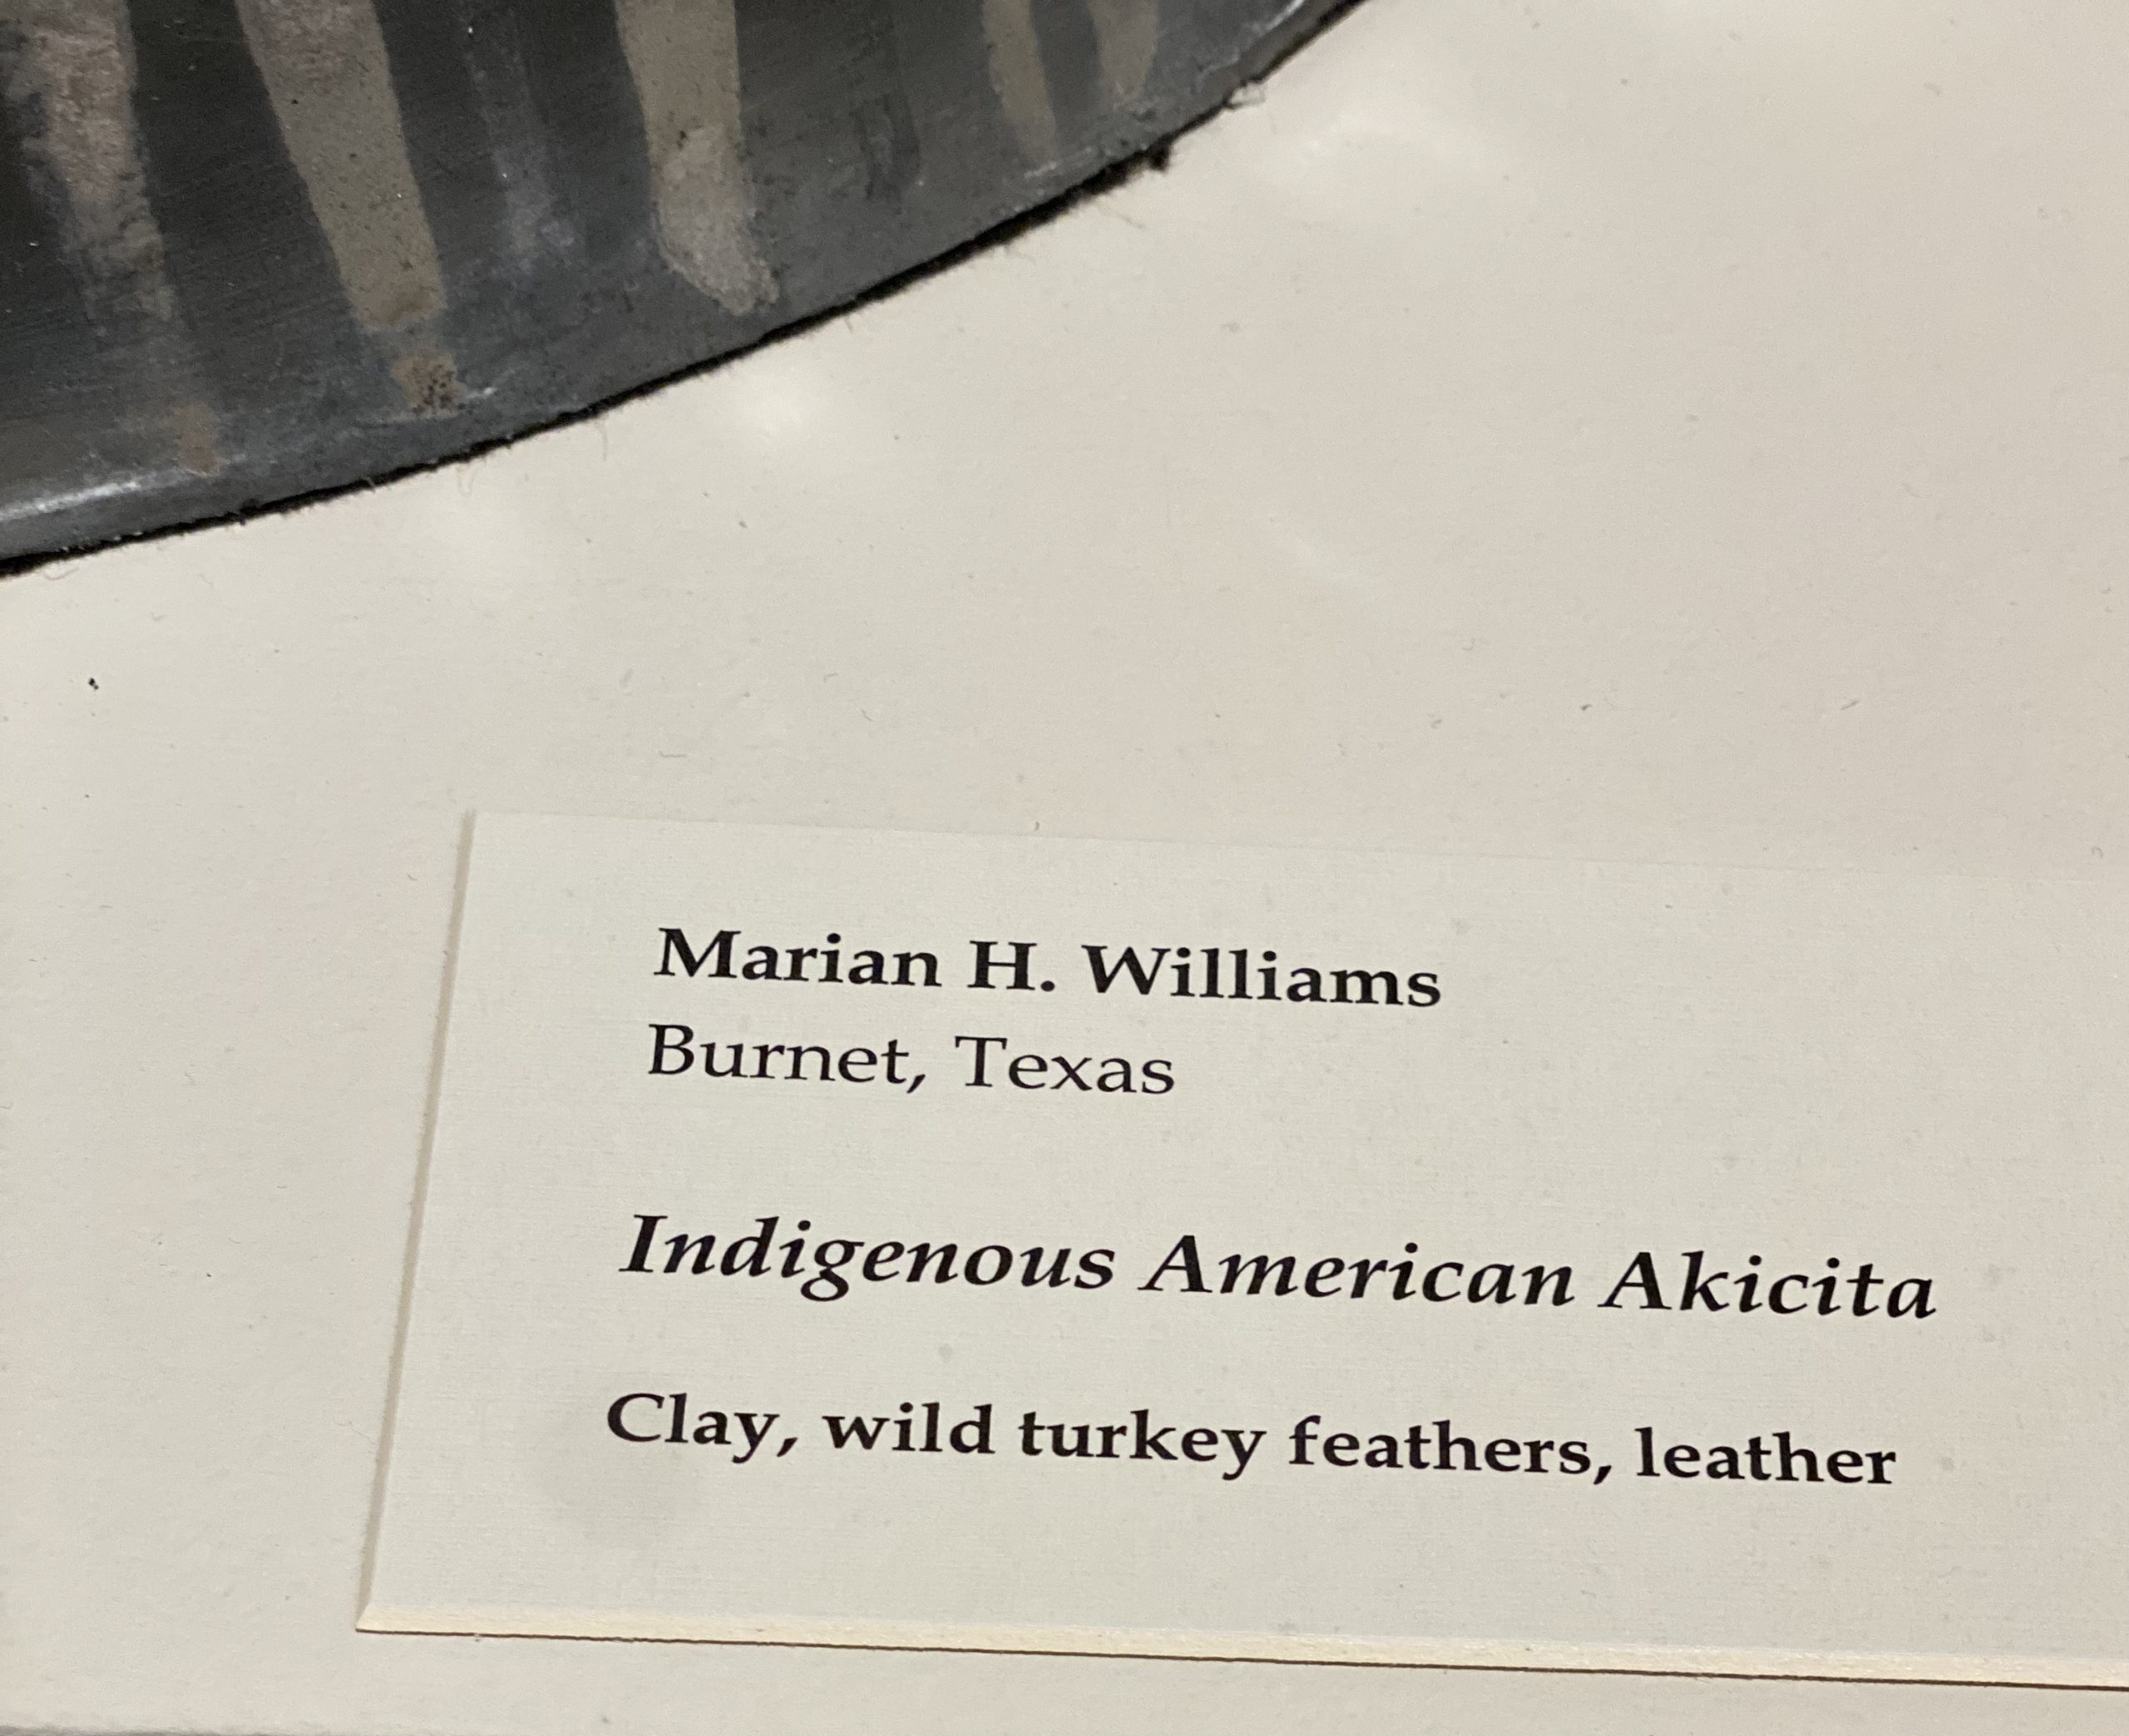 Marian H. Williams
Burnet, Texas
Indigenous American Akicita
Clay, wild turkey feathers, leather